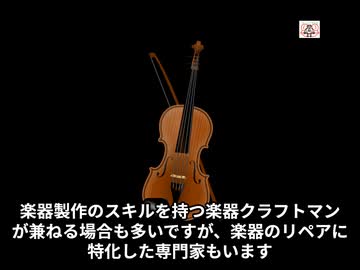 楽器製作のスキルを持つ楽器クラフトマン
が兼ねる場合も多いですが、楽器のリペアに
特化した専門家もいます